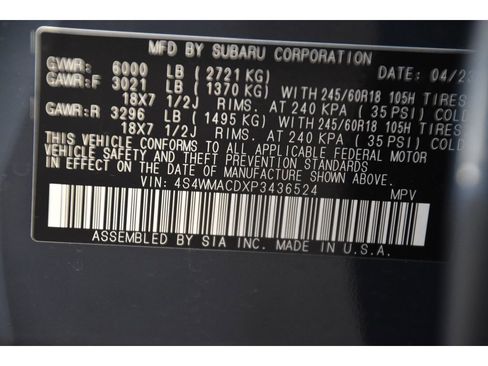 MFD BY SUBARU CORPORATION
GVWR: 6000 LB (2721 KG) DATE: 04/23
GAWR:F 3021 LB (1370 KG) WITH 245/60R18 105H TIRES
18X7 1/2J RIMS. AT 240 KPA (35 PSI) COLD
GAWR:R 3296 LB (1495 KG) WITH 245/60R18 105H TIRES
18X7 1/2J RIMS. AT 240 KPA (35 PSI) COLD
THIS VEHICLE CONFORMS TO ALL APPLICABLE FEDERAL MOTOR
VEHICLE SAFETY AND THEFT PREVENTION STANDARDS
IN EFFECT ON THE DATE OF MANUFACTURE SHOWN ABOVE.
VIN: 4S4WMACDXP3436524 MPV
ASSEMBLED BY SIA INC. MADE IN U.S.A.